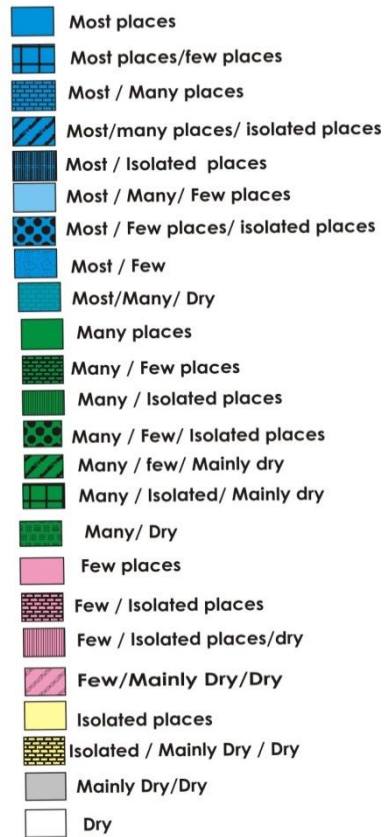 Most places
Most places/few places
Most / Many places
Most/many places/ isolated places
Most / Isolated places
Most / Many/ Few places
Most / Few places/ isolated places
Most / Few
Most/Many/ Dry
Many places
Many / Few places
Many / Isolated places
Many / Few/ Isolated places
Many / few/ Mainly dry
Many / Isolated/ Mainly dry
Many/ Dry
Few places
Few / Isolated places
Few / Isolated places/dry
Few/Mainly Dry/Dry
Isolated places
Isolated / Mainly Dry / Dry
Mainly Dry/Dry
Dry